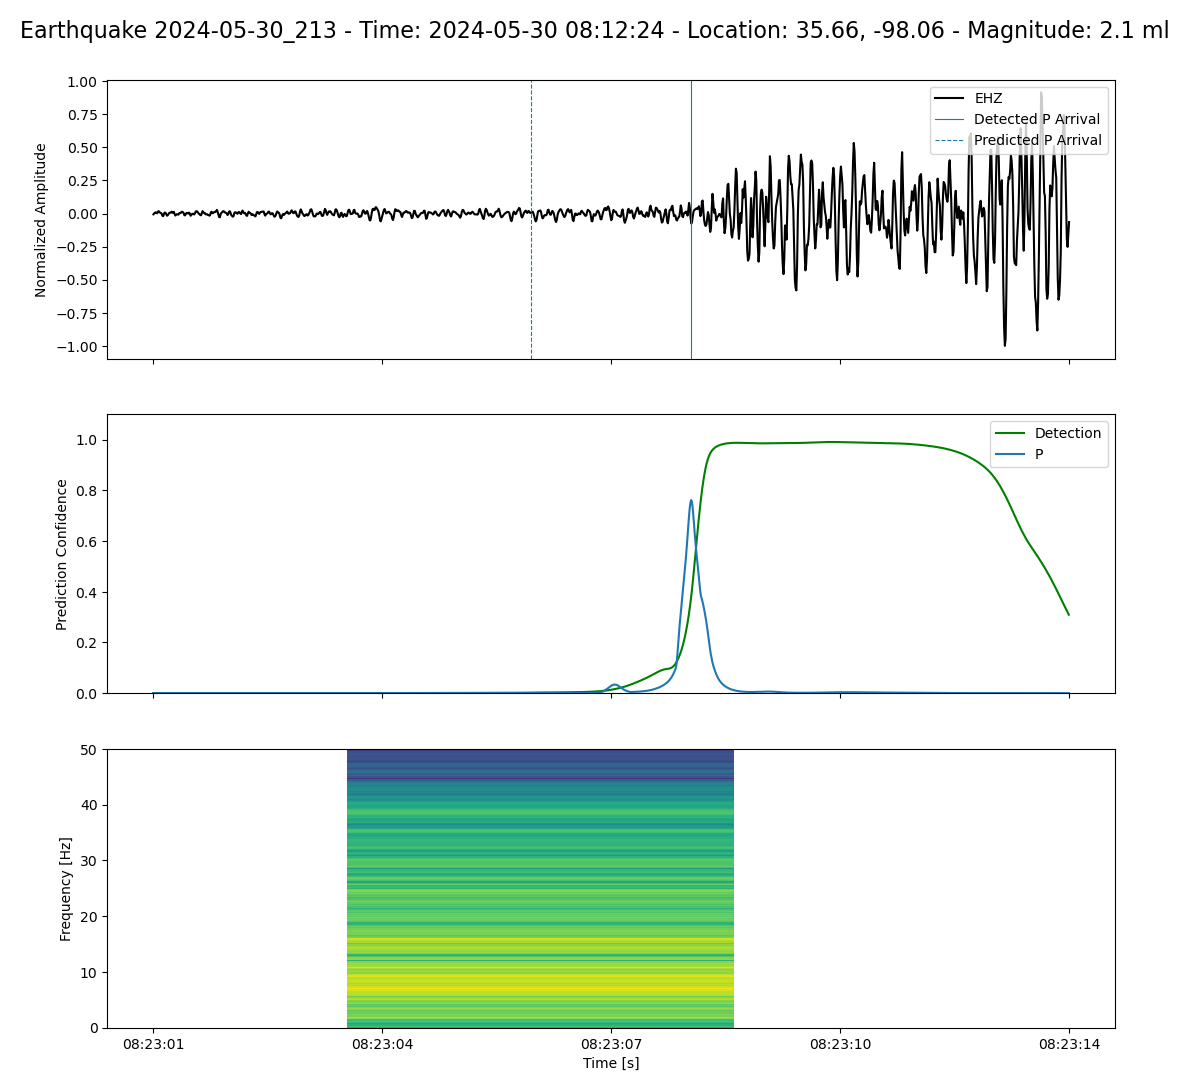 Earthquake 2024-05-30_213 - Time: 2024-05-30 08:12:24 - Location: 35.66, -98.06 - Magnitude: 2.1 ml
1.00
0.75
0.50
0.25
0.00
−0.25
−0.50
−0.75
−1.00
Normalized Amplitude
EHZ
Detected P Arrival
Predicted P Arrival
1.0
0.8
0.6
0.4
0.2
0.0
Prediction Confidence
Detection
P
50
40
30
20
10
0
Frequency [Hz]
08:23:01 08:23:04 08:23:07 08:23:10 08:23:14
Time [s]